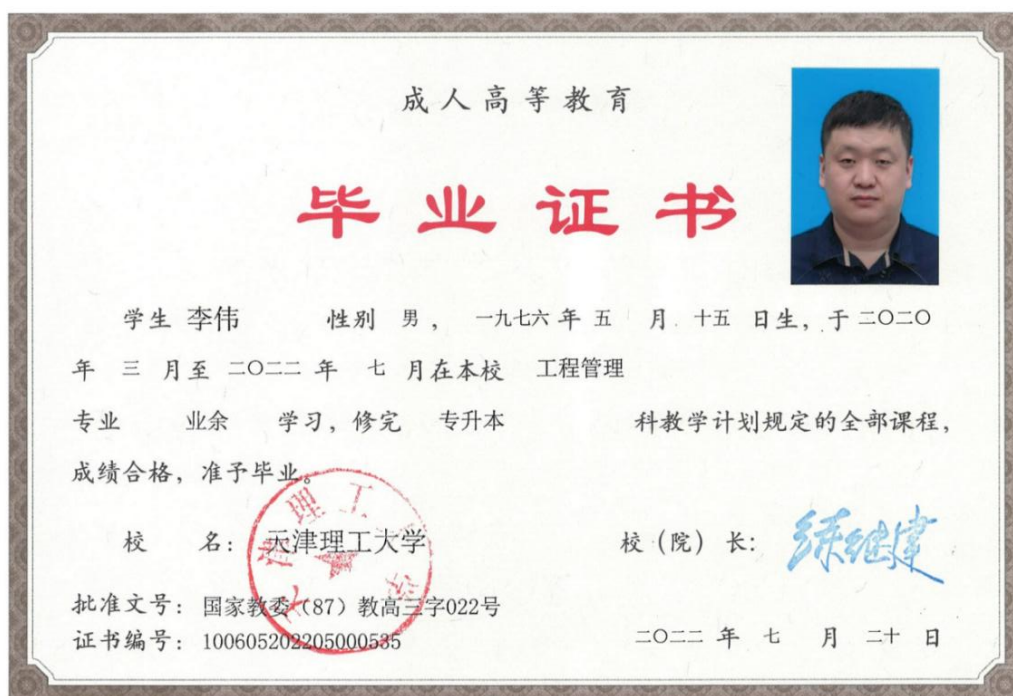 成人高等教育
毕业证书
学生 李伟 性别 男， 一九七六 年 五 月 十五 日生，于 二〇二〇
年 三 月至 二〇二二 年 七 月在本校 工程管理
专业 业余 学习，修完 专升本 科教学计划规定的全部课程，
成绩合格，准予毕业。
校 名： 天津理工大学 校（院）长：
批准文号： 国家教委（87）教高三字022号
证书编号： 100605202205000535 二〇二二 年 七 月 二十 日
天津理工大学